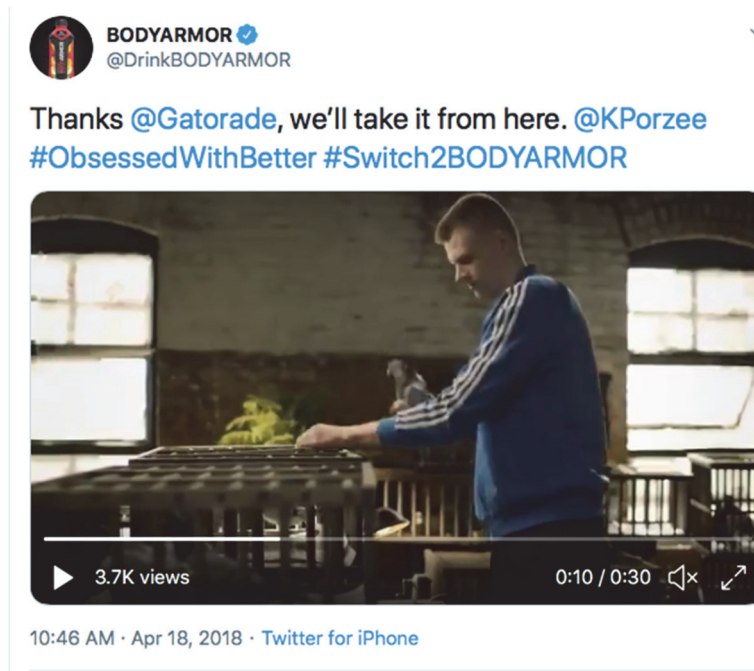 BODYARMOR
@DrinkBODYARMOR
Thanks @Gatorade, we’ll take it from here. @KPorzee
#ObsessedWithBetter #Switch2BODYARMOR
3.7K views
0:10 / 0:30
10:46 AM · Apr 18, 2018 · Twitter for iPhone